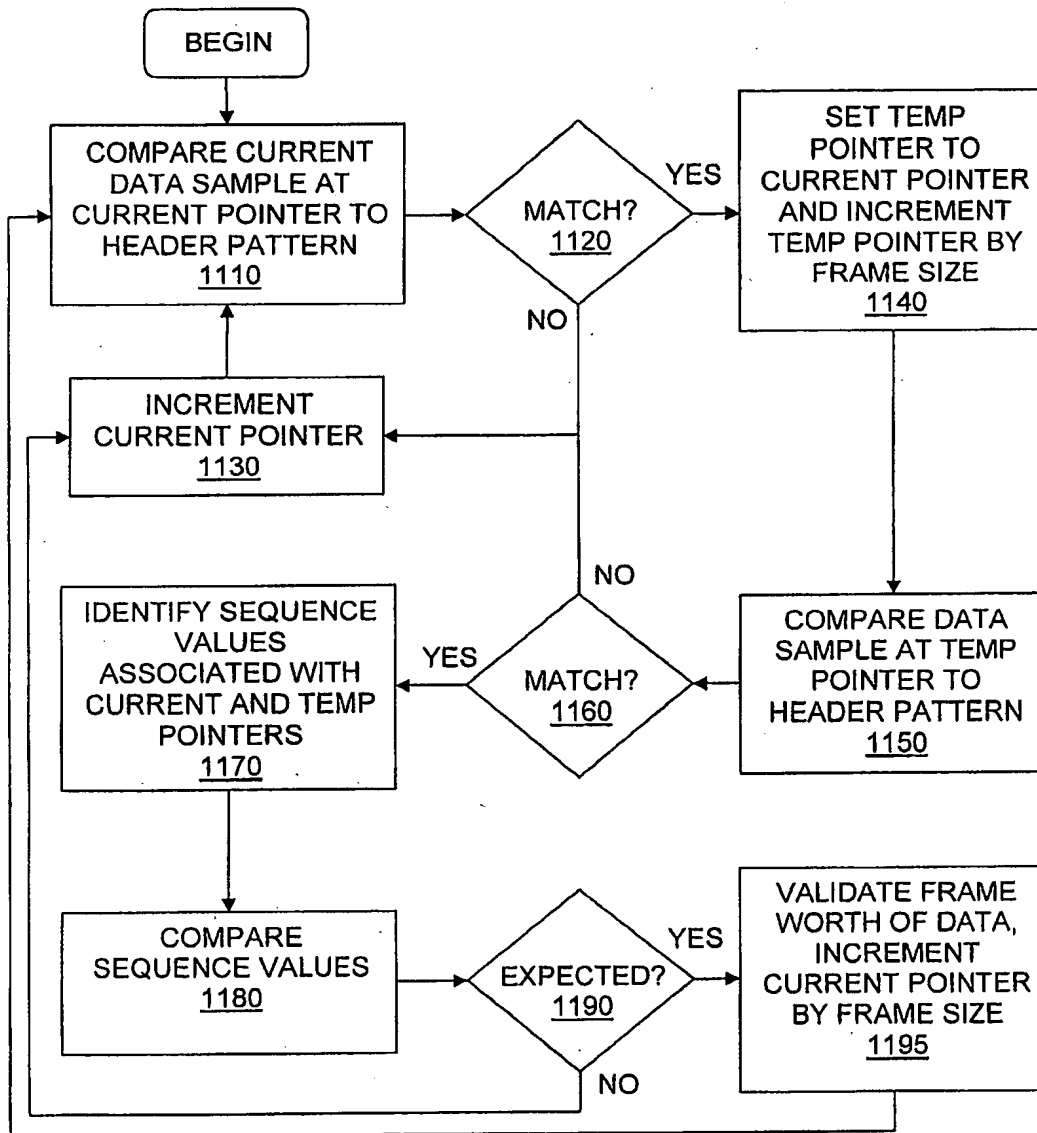 BEGIN
COMPARE CURRENT
DATA SAMPLE AT
CURRENT POINTER TO
HEADER PATTERN
1110
MATCH?
1120
YES
NO
SET TEMP
POINTER TO
CURRENT POINTER
AND INCREMENT
TEMP POINTER BY
FRAME SIZE
1140
INCREMENT
CURRENT POINTER
1130
COMPARE DATA
SAMPLE AT TEMP
POINTER TO
HEADER PATTERN
1150
NO
MATCH?
1160
YES
IDENTIFY SEQUENCE
VALUES
ASSOCIATED WITH
CURRENT AND TEMP
POINTERS
1170
COMPARE
SEQUENCE VALUES
1180
EXPECTED?
1190
YES
NO
VALIDATE FRAME
WORTH OF DATA,
INCREMENT
CURRENT POINTER
BY FRAME SIZE
1195